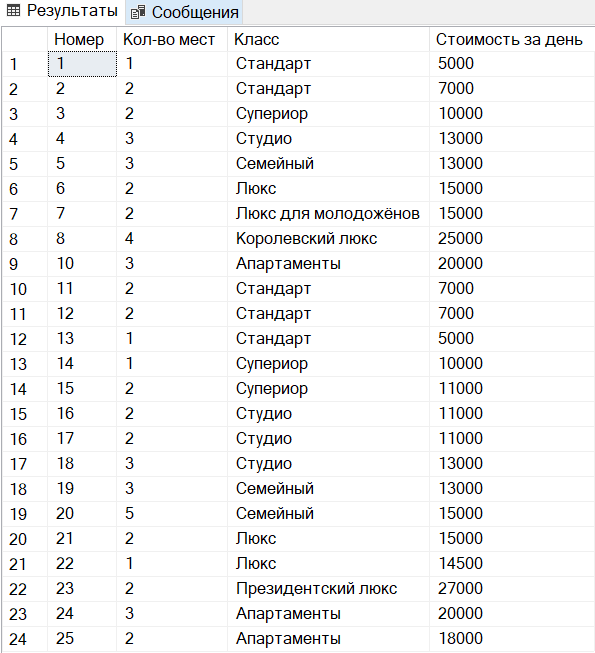 Результаты Сообщения
Номер Кол-во мест Класс Стоимость за день
1 1 1 Стандарт 5000
2 2 2 Стандарт 7000
3 3 2 Супериор 10000
4 4 3 Студио 13000
5 5 3 Семейный 13000
6 6 2 Люкс 15000
7 7 2 Люкс для молодожёнов 15000
8 8 4 Королевский люкс 25000
9 10 3 Апартаменты 20000
10 11 2 Стандарт 7000
11 12 2 Стандарт 7000
12 13 1 Стандарт 5000
13 14 1 Супериор 10000
14 15 2 Супериор 11000
15 16 2 Студио 11000
16 17 2 Студио 11000
17 18 3 Студио 13000
18 19 3 Семейный 13000
19 20 5 Семейный 15000
20 21 2 Люкс 15000
21 22 1 Люкс 14500
22 23 2 Президентский люкс 27000
23 24 3 Апартаменты 20000
24 25 2 Апартаменты 18000